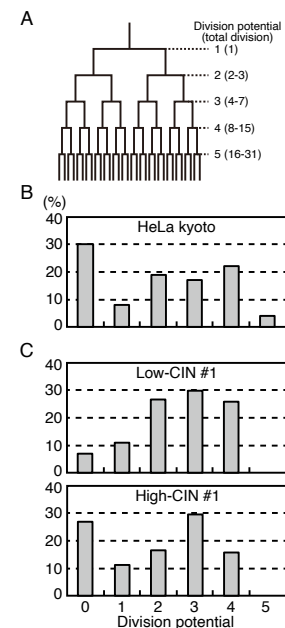 A
Division potential
(total division)
1 (1)
2 (2-3)
3 (4-7)
4 (8-15)
5 (16-31)
B
(%)
HeLa kyoto
40
30
20
10
0
C
Low-CIN #1
40
30
20
10
0
High-CIN #1
40
30
20
10
0
0 1 2 3 4 5
Division potential